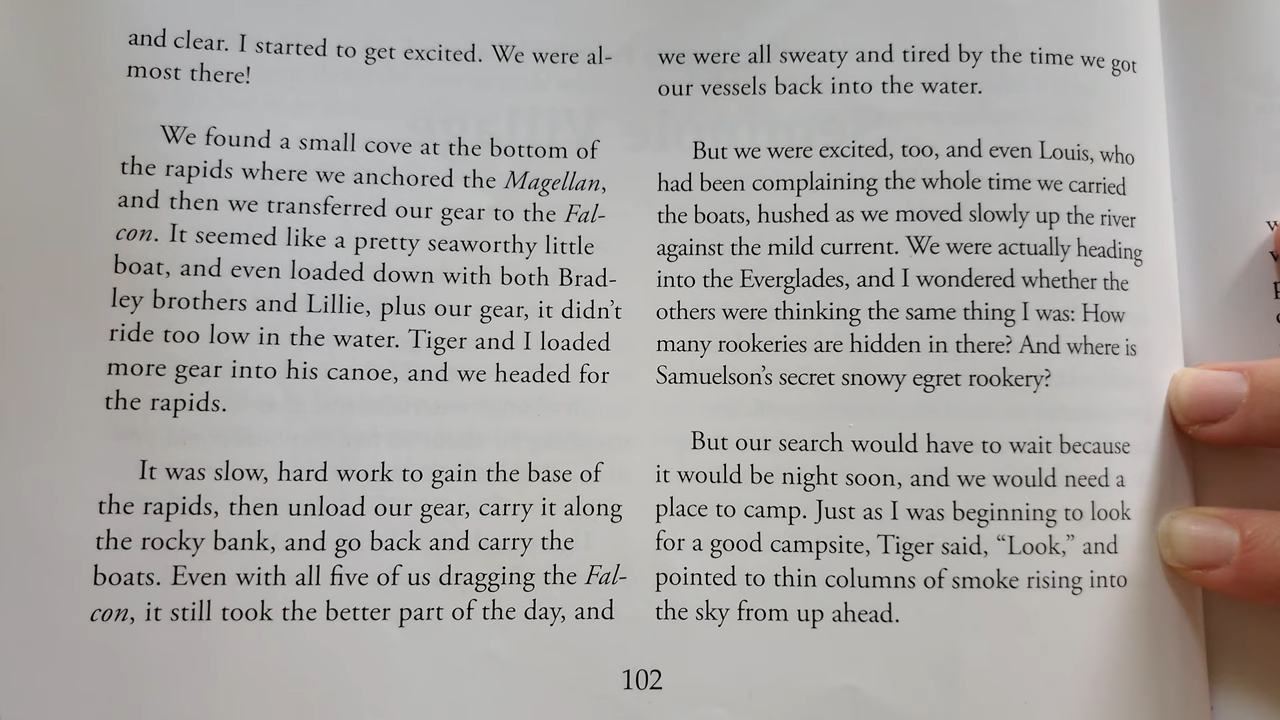 and clear. I started to get excited. We were al-
most there!
We found a small cove at the bottom of
the rapids where we anchored the Magellan,
and then we transferred our gear to the Fal-
con. It seemed like a pretty seaworthy little
boat, and even loaded down with both Brad-
ley brothers and Lillie, plus our gear, it didn’t
ride too low in the water. Tiger and I loaded
more gear into his canoe, and we headed for
the rapids.
It was slow, hard work to gain the base of
the rapids, then unload our gear, carry it along
the rocky bank, and go back and carry the
boats. Even with all five of us dragging the Fal-
con, it still took the better part of the day, and
we were all sweaty and tired by the time we got
our vessels back into the water.
But we were excited, too, and even Louis, who
had been complaining the whole time we carried
the boats, hushed as we moved slowly up the river
against the mild current. We were actually heading
into the Everglades, and I wondered whether the
others were thinking the same thing I was: How
many rookeries are hidden in there? And where is
Samuelson’s secret snowy egret rookery?
But our search would have to wait because
it would be night soon, and we would need a
place to camp. Just as I was beginning to look
for a good campsite, Tiger said, “Look,” and
pointed to thin columns of smoke rising into
the sky from up ahead.
102